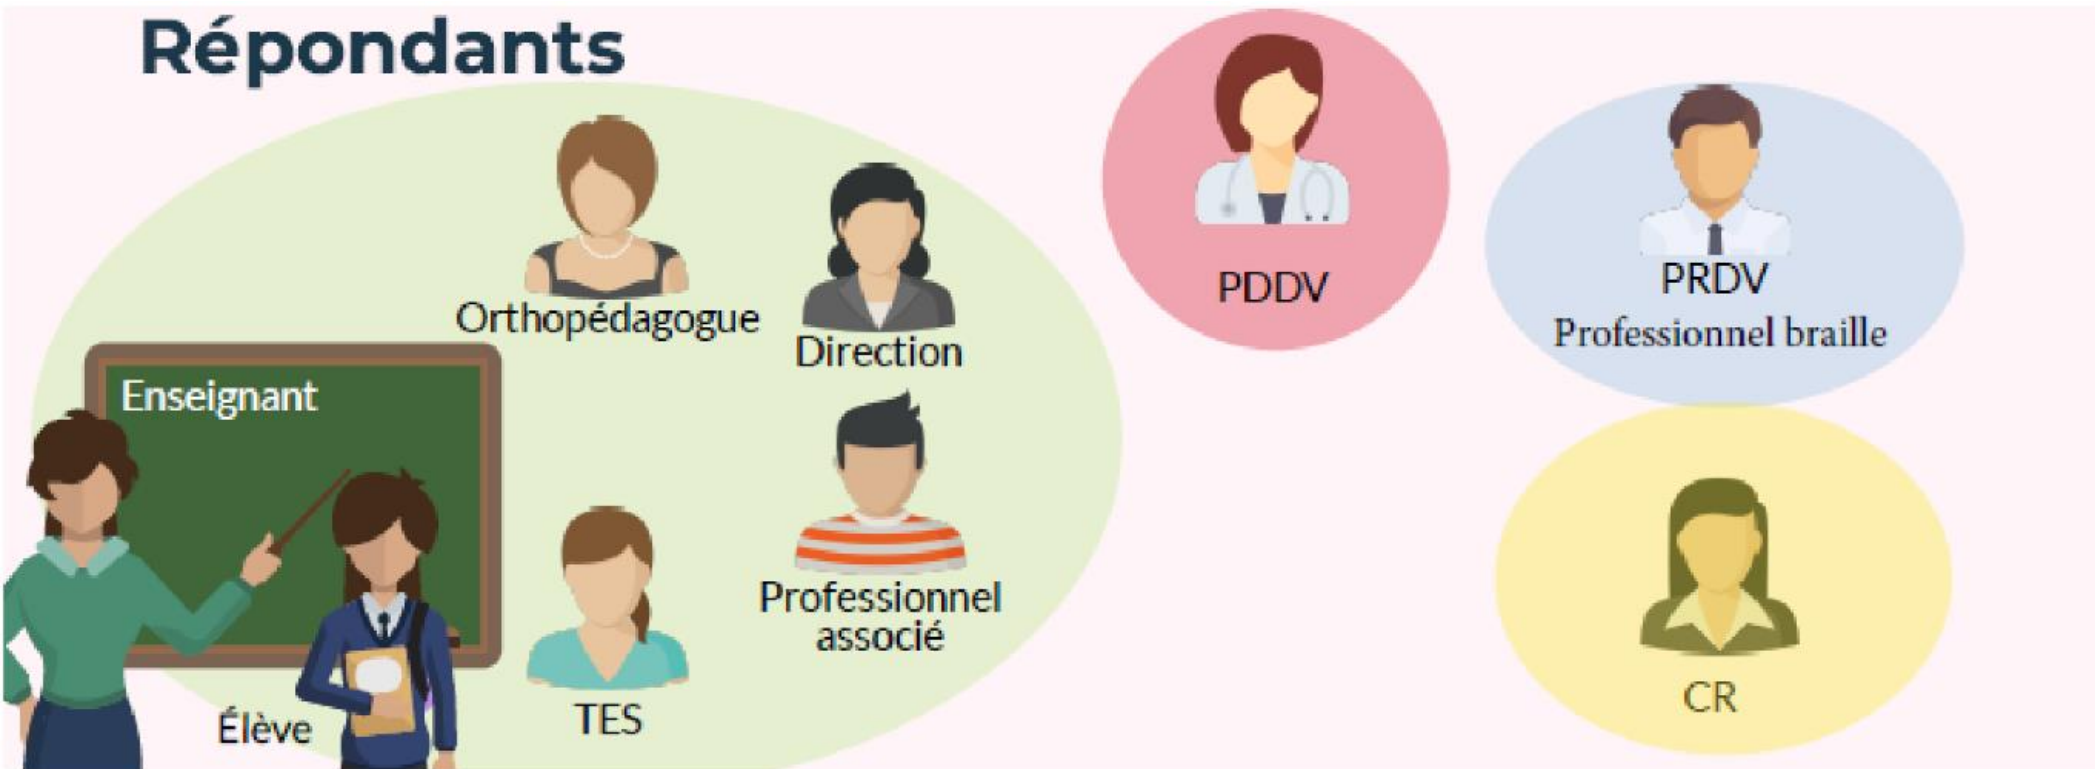 Répondants
Orthopédagogue
Direction
Enseignant
Professionnel
associé
TES
Élève
PDDV
PRDV
Professionnel braille
CR